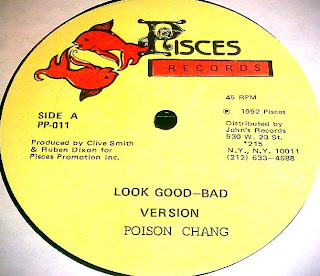 PISCES
RECORDS
SIDE A
PP-011
Produced by Clive Smith
& Ruben Dixon for
Pisces Promotion Inc.
45 RPM
℗ 1992 Pisces
Distributed by
John's Records
530 W. 23 St.
*215
N.Y., N.Y. 10011
(212) 633-4688
LOOK GOOD—BAD
VERSION
POISON CHANG